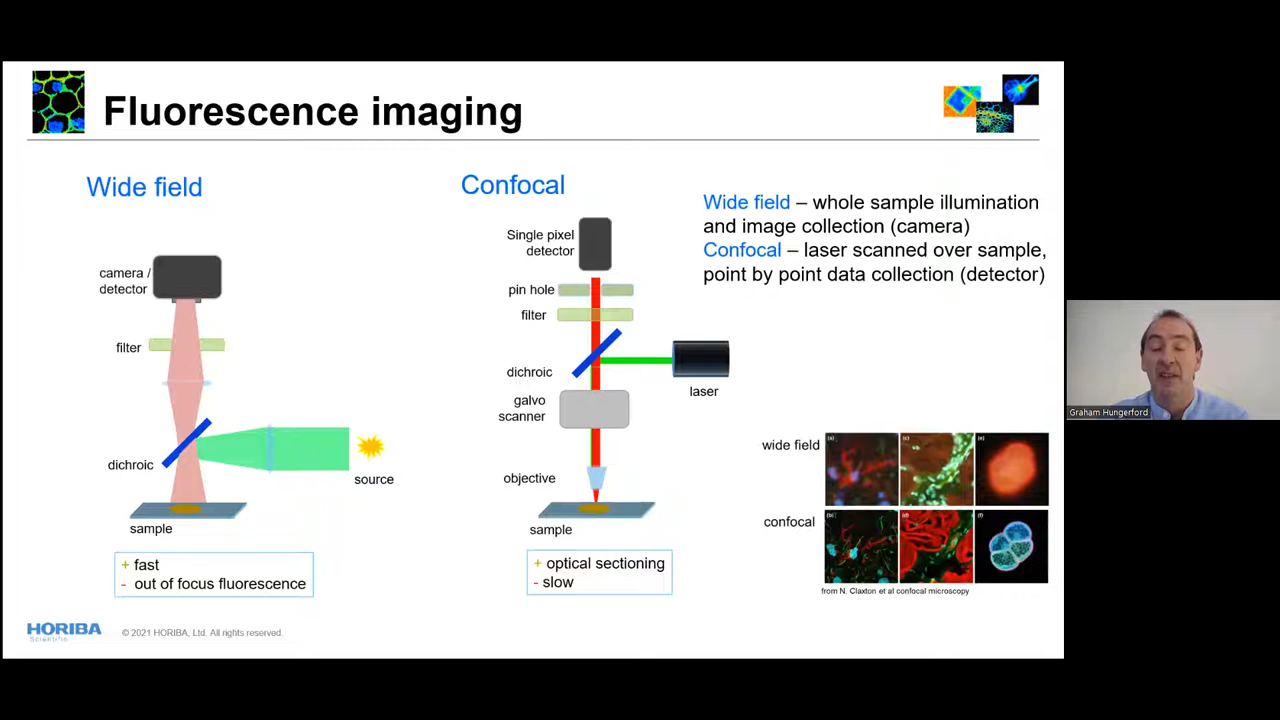 Fluorescence imaging
Wide field
camera /
detector
filter
dichroic
source
sample
+ fast
- out of focus fluorescence
Confocal
Single pixel
detector
pin hole
filter
dichroic
laser
galvo
scanner
objective
sample
+ optical sectioning
- slow
Wide field – whole sample illumination
and image collection (camera)
Confocal – laser scanned over sample,
point by point data collection (detector)
wide field
(a) (c) (e)
confocal
(b) (d) (f)
from N. Claxton et al confocal microscopy
HORIBA
Scientific
© 2021 HORIBA, Ltd. All rights reserved.
Graham Hungerford